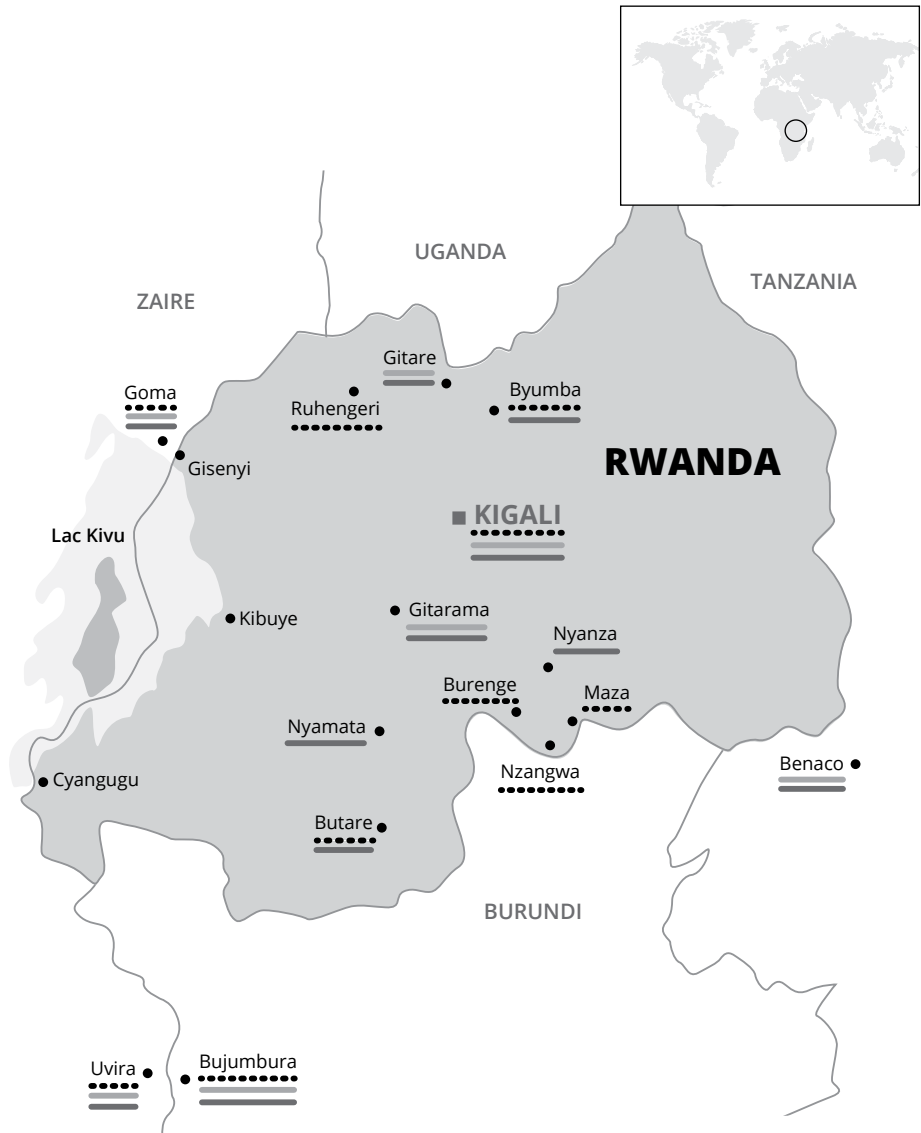 UGANDA
TANZANIA
ZAIRE
Gitare
Goma
Byumba
Ruhengeri
RWANDA
Gisenyi
KIGALI
Lac Kivu
Gitarama
Kibuye
Nyanza
Burenge
Maza
Nyamata
Benaco
Nzangwa
Cyangugu
Butare
BURUNDI
Bujumbura
Uvira